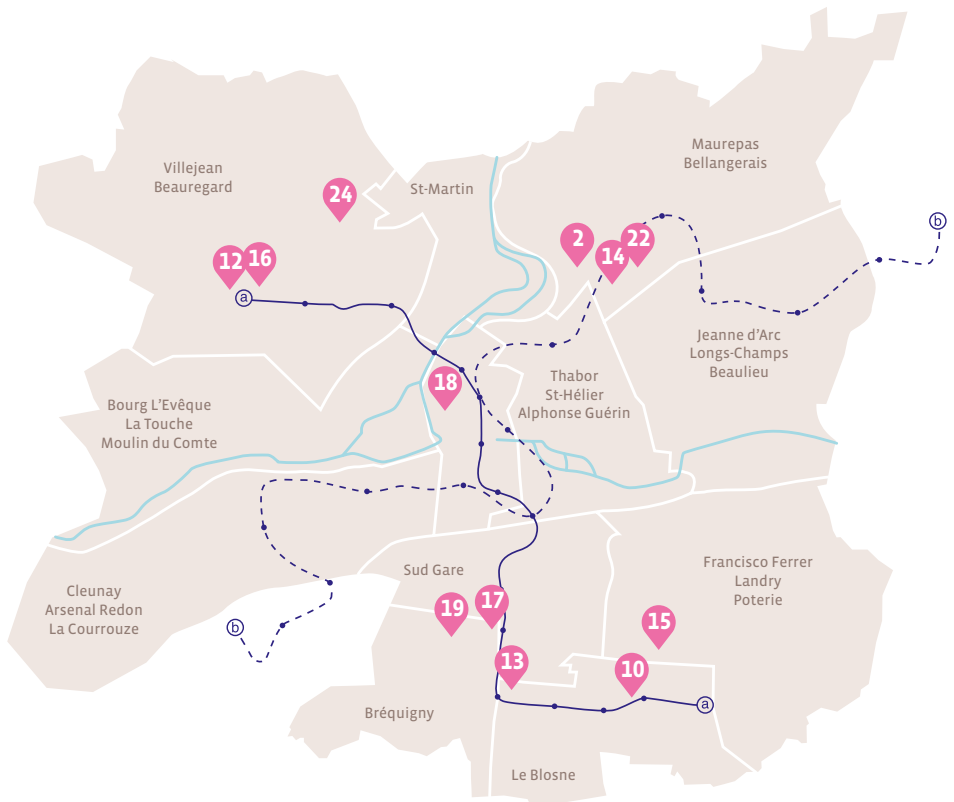 Maurepas
Bellangerais
Villejean
Beauregard
St-Martin
24
b
2
22
14
12
16
a
Jeanne d’Arc
Longs-Champs
Beaulieu
18
Thabor
St-Hélier
Alphonse Guérin
Bourg L’Evêque
La Touche
Moulin du Comte
Sud Gare
Francisco Ferrer
Landry
Poterie
Cleunay
Arsenal Redon
La Courrouze
19
17
15
b
13
10
a
Bréquigny
Le Blosne